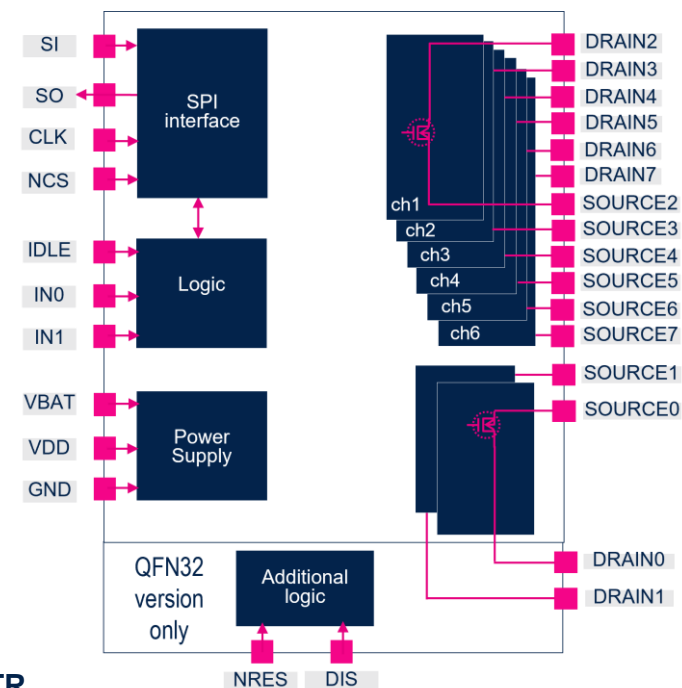 SI
SO
CLK
NCS
SPI
interface
IDLE
IN0
IN1
Logic
VBAT
VDD
GND
Power
Supply
DRAIN2
DRAIN3
DRAIN4
DRAIN5
DRAIN6
DRAIN7
SOURCE2
SOURCE3
SOURCE4
SOURCE5
SOURCE6
SOURCE7
ch1
ch2
ch3
ch4
ch5
ch6
SOURCE1
SOURCE0
DRAIN0
DRAIN1
QFN32
version
only
Additional
logic
NRES DIS